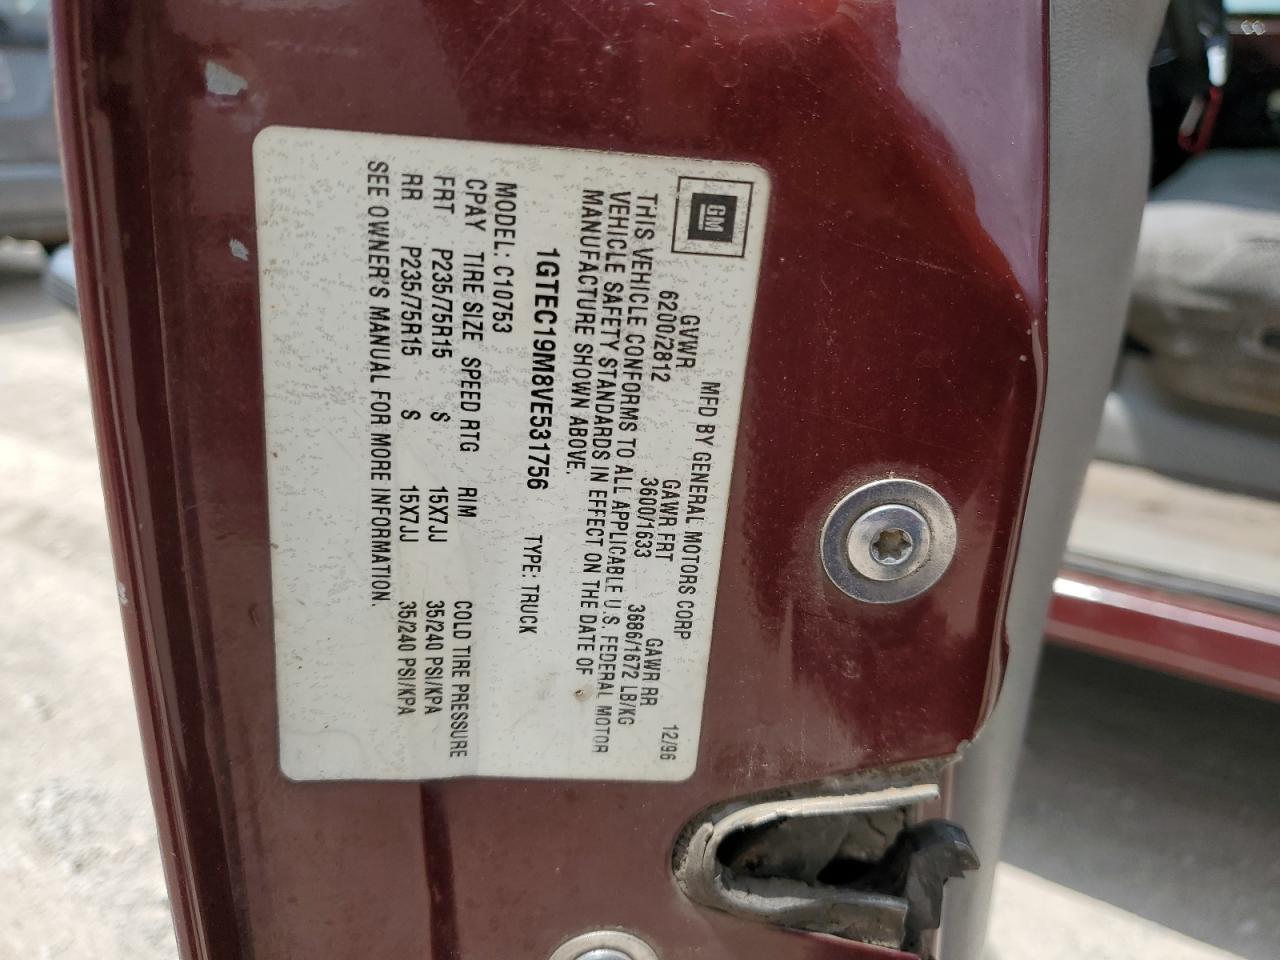 GM
MFD BY GENERAL MOTORS CORP 12/96
GVWR GAWR FRT GAWR RR
6200/2812 3600/1633 3686/1672 LB/KG
THIS VEHICLE CONFORMS TO ALL APPLICABLE U.S. FEDERAL MOTOR
VEHICLE SAFETY STANDARDS IN EFFECT ON THE DATE OF
MANUFACTURE SHOWN ABOVE.
1GTEC19M8VE531756 TYPE: TRUCK
MODEL: C10753
CPAY TIRE SIZE SPEED RTG RIM COLD TIRE PRESSURE
FRT P235/75R15 S 15X7JJ 35/240 PSI/KPA
RR P235/75R15 S 15X7JJ 35/240 PSI/KPA
SEE OWNER'S MANUAL FOR MORE INFORMATION.